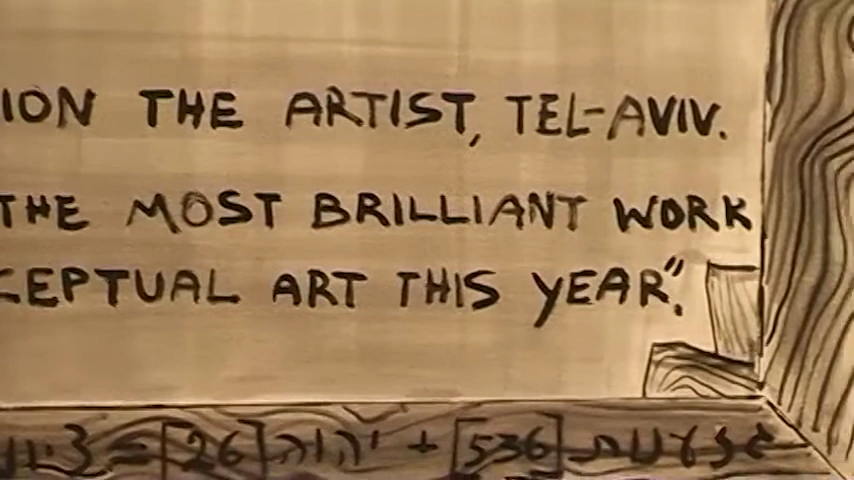 ION THE ARTIST, TEL-AVIV.
THE MOST BRILLIANT WORK
CEPTUAL ART THIS YEAR".
= [26] יהוה + [536]